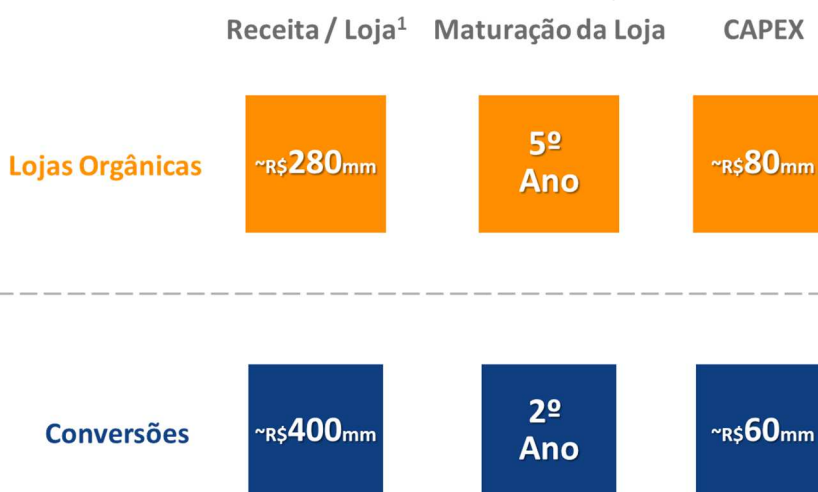 Receita / Loja¹ Maturação da Loja CAPEX
Lojas Orgânicas ~R$280mm 5º Ano ~R$80mm
Conversões ~R$400mm 2º Ano ~R$60mm